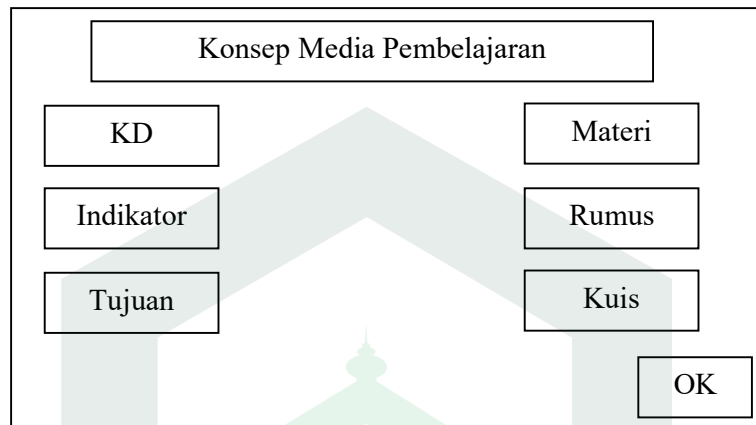 Konsep Media Pembelajaran
KD
Materi
Indikator
Rumus
Tujuan
Kuis
OK